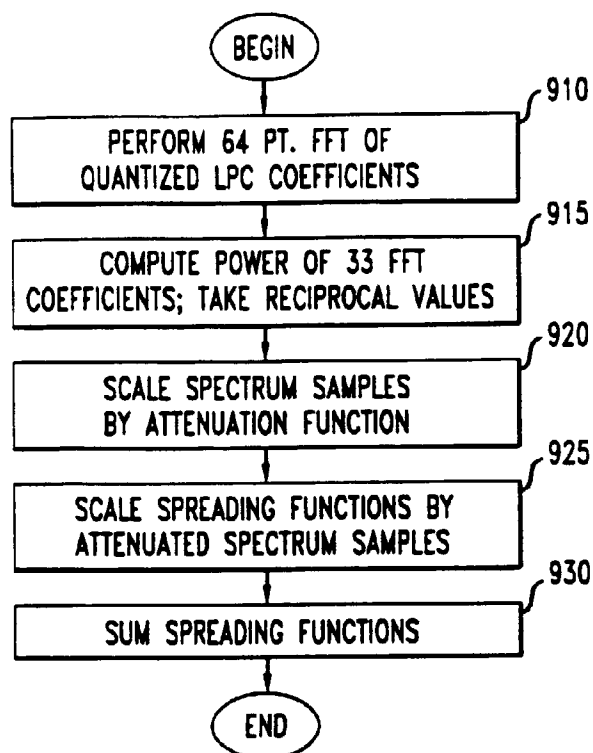 BEGIN
910
PERFORM 64 PT. FFT OF
QUANTIZED LPC COEFFICIENTS
915
COMPUTE POWER OF 33 FFT
COEFFICIENTS; TAKE RECIPROCAL VALUES
920
SCALE SPECTRUM SAMPLES
BY ATTENUATION FUNCTION
925
SCALE SPREADING FUNCTIONS BY
ATTENUATED SPECTRUM SAMPLES
930
SUM SPREADING FUNCTIONS
END